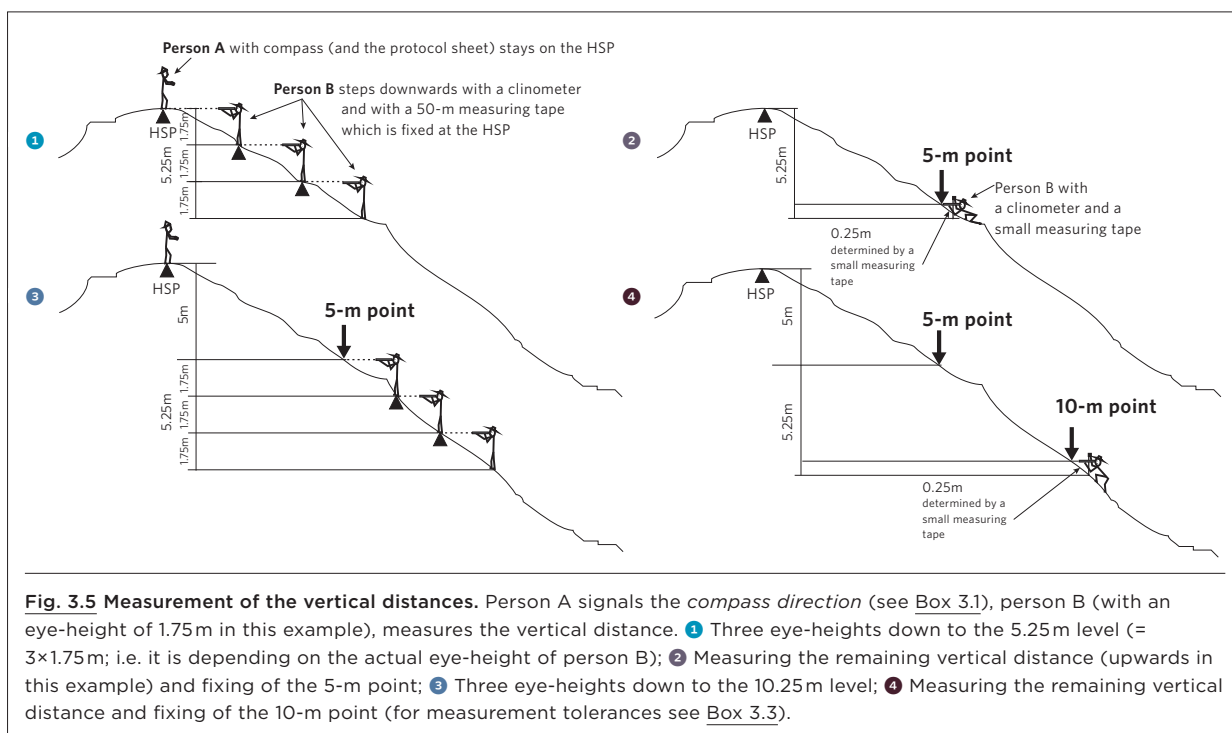 Person A with compass (and the protocol sheet) stays on the HSP
Person B steps downwards with a clinometer
and with a 50-m measuring tape
which is fixed at the HSP
HSP
1
5.25m
1.75m
1.75m
1.75m
2
HSP
5.25m
5-m point
Person B with
a clinometer and a
small measuring tape
0.25m
determined by a
small measuring
tape
3
HSP
5m
5-m point
5.25m
1.75m
1.75m
1.75m
4
HSP
5m
5-m point
5.25m
10-m point
0.25m
determined by a
small measuring
tape
Fig. 3.5 Measurement of the vertical distances. Person A signals the compass direction (see Box 3.1), person B (with an
eye-height of 1.75m in this example), measures the vertical distance. 1 Three eye-heights down to the 5.25m level (=
3×1.75m; i.e. it is depending on the actual eye-height of person B); 2 Measuring the remaining vertical distance (upwards in
this example) and fixing of the 5-m point; 3 Three eye-heights down to the 10.25m level; 4 Measuring the remaining vertical
distance and fixing of the 10-m point (for measurement tolerances see Box 3.3).